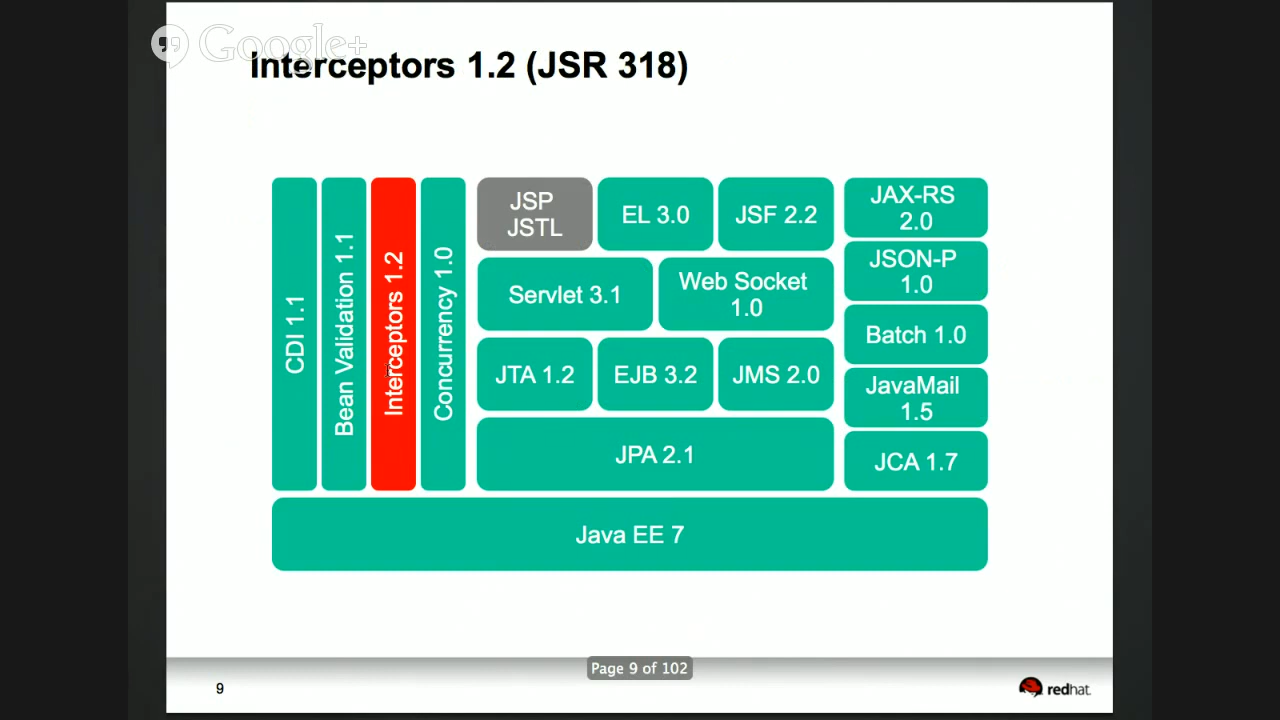 Google+
Interceptors 1.2 (JSR 318)
CDI 1.1
Bean Validation 1.1
Interceptors 1.2
Concurrency 1.0
JSP
JSTL
EL 3.0
JSF 2.2
Servlet 3.1
Web Socket
1.0
JTA 1.2
EJB 3.2
JMS 2.0
JPA 2.1
JAX-RS
2.0
JSON-P
1.0
Batch 1.0
JavaMail
1.5
JCA 1.7
Java EE 7
Page 9 of 102
9
redhat.